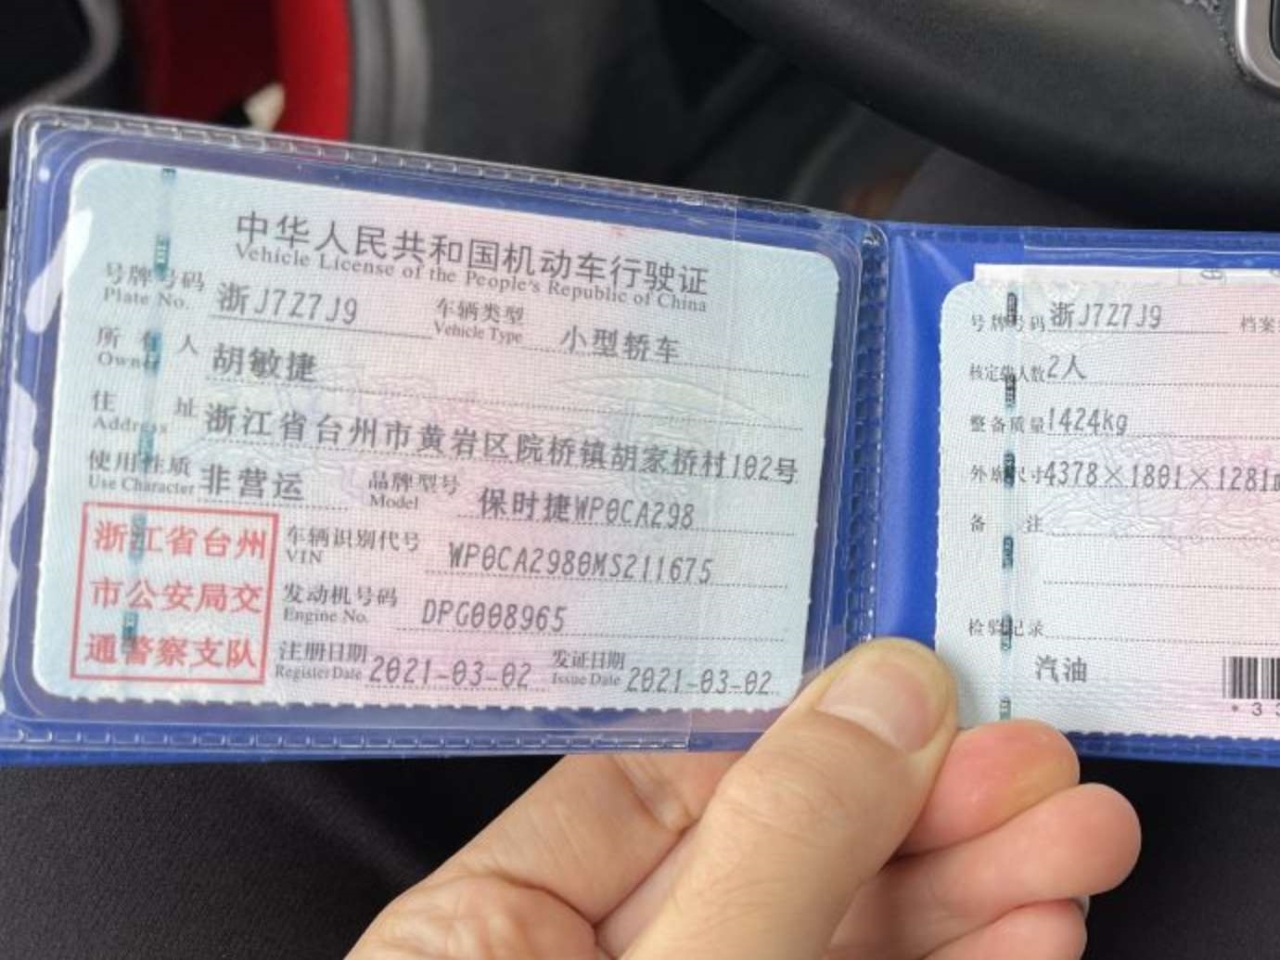 中华人民共和国机动车行驶证
Vehicle License of the People's Republic of China
号牌号码 浙J7Z7J9 车辆类型 小型轿车
Plate No. Vehicle Type
所有人 胡敏捷
Owner
住址 浙江省台州市黄岩区院桥镇胡家桥村102号
Address
使用性质 非营运 品牌型号 保时捷WP0CA298
Use Character Model
浙江省台州
市公安局交
通警察支队
车辆识别代号 WP0CA2980MS211675
VIN
发动机号码 DPG008965
Engine No.
注册日期 2021-03-02 发证日期 2021-03-02
Register Date Issue Date
号牌号码 浙J7Z7J9 档案
核定载人数 2人
整备质量 1424kg
外廓尺寸 4378×1801×1281
备注
检验记录
汽油